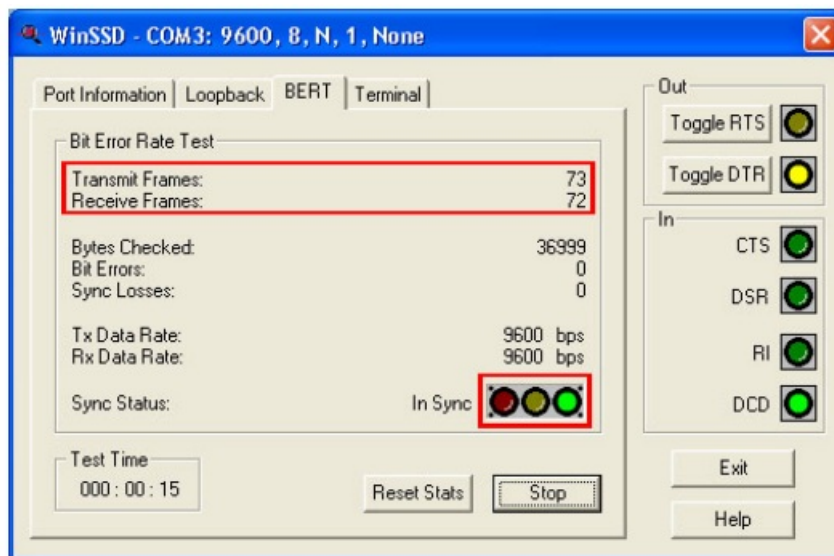 WinSSD - COM3: 9600, 8, N, 1, None
Port Information Loopback BERT Terminal
Bit Error Rate Test
Transmit Frames: 73
Receive Frames: 72
Bytes Checked: 36999
Bit Errors: 0
Sync Losses: 0
Tx Data Rate: 9600 bps
Rx Data Rate: 9600 bps
Sync Status: In Sync
Test Time
000 : 00 : 15
Reset Stats
Stop
Out
Toggle RTS
Toggle DTR
In
CTS
DSR
RI
DCD
Exit
Help